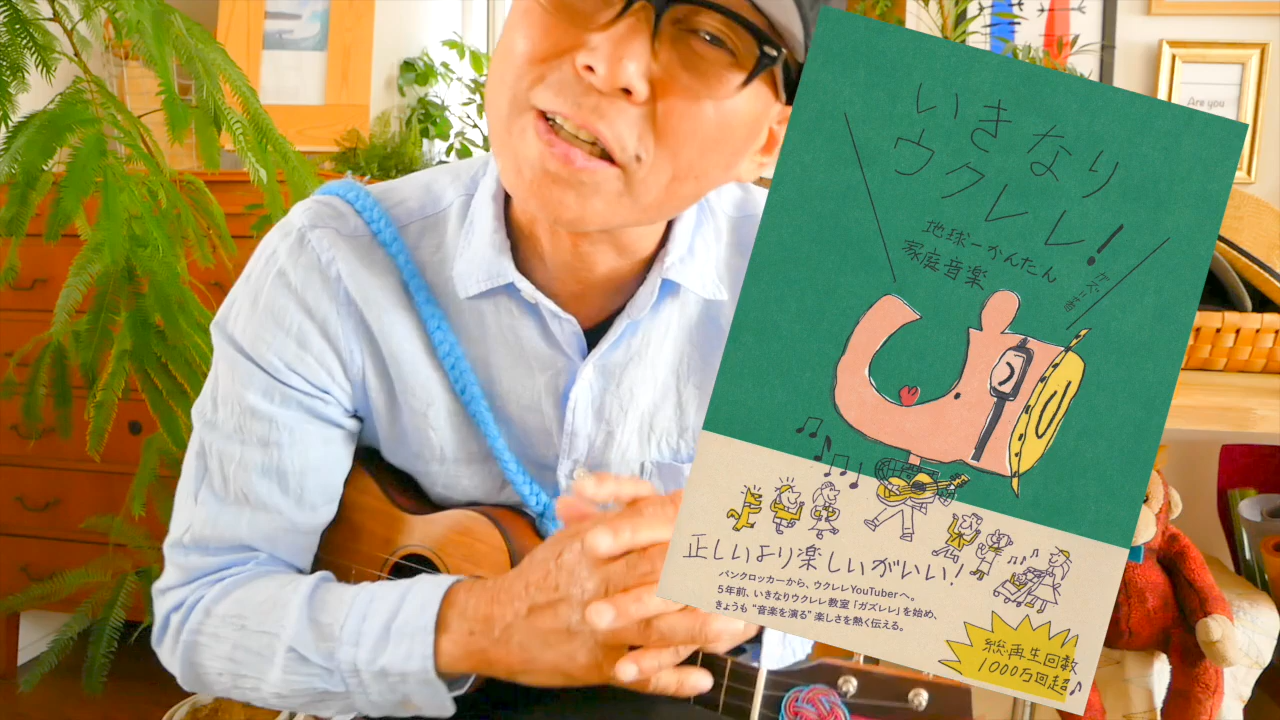 Are you
いきなり
ウクレレ!
地球一かんたん
家庭音楽
ガズ 著
正しいより楽しいがいい!
パンクロッカーから、ウクレレYouTuberへ。
5年前、いきなりウクレレ教室「ガズレレ」を始め、
きょうも “音楽を演る” 楽しさを熱く伝える。
総再生回数
1000万回超♪